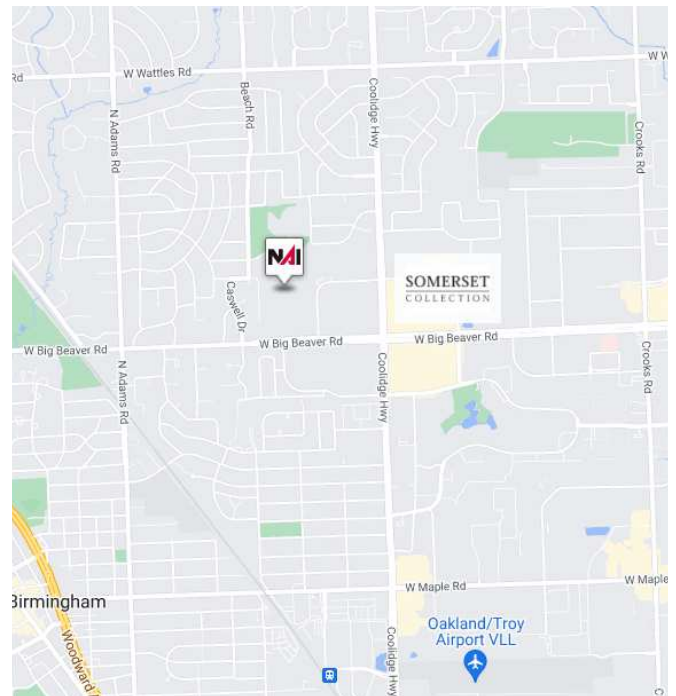 Rd
W Wattles Rd
W W
N Adams Rd
Beach Rd
Coolidge Hwy
Crooks Rd
NAI
SOMERSET
COLLECTION
Caswell Dr
W Big Beaver Rd
W Big Beaver Rd
W Big Beaver Rd
N Adams Rd
Coolidge Hwy
Crooks Rd
W Maple Rd
W Maple
Birmingham
Woodward
Coolidge Hwy
Oakland/Troy
Airport VLL
C